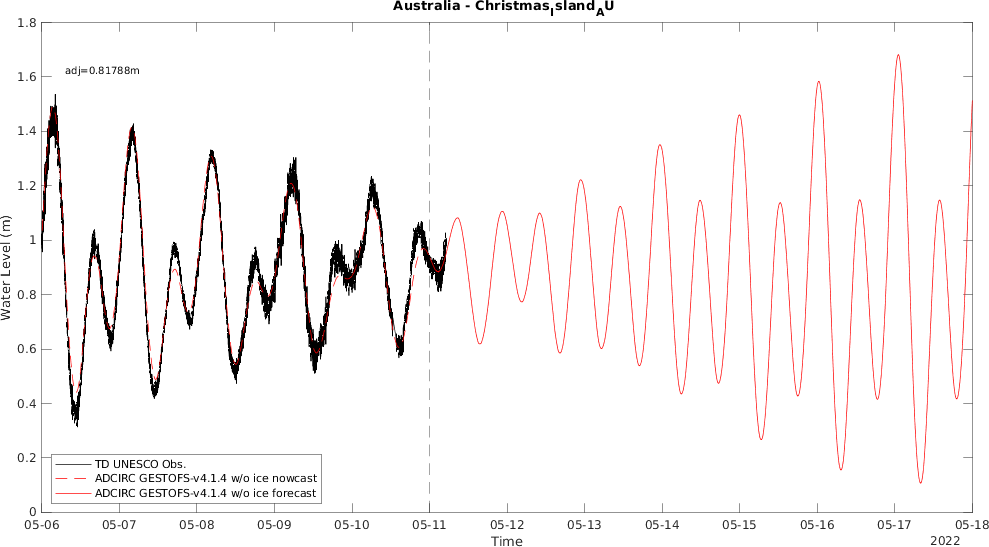 Australia - Christmas_Island_AU
adj=0.81788m
Water Level (m)
1.8
1.6
1.4
1.2
1
0.8
0.6
0.4
0.2
0
TD UNESCO Obs.
ADCIRC GESTOFS-v4.1.4 w/o ice nowcast
ADCIRC GESTOFS-v4.1.4 w/o ice forecast
05-06 05-07 05-08 05-09 05-10 05-11 05-12 05-13 05-14 05-15 05-16 05-17 05-18
Time
2022